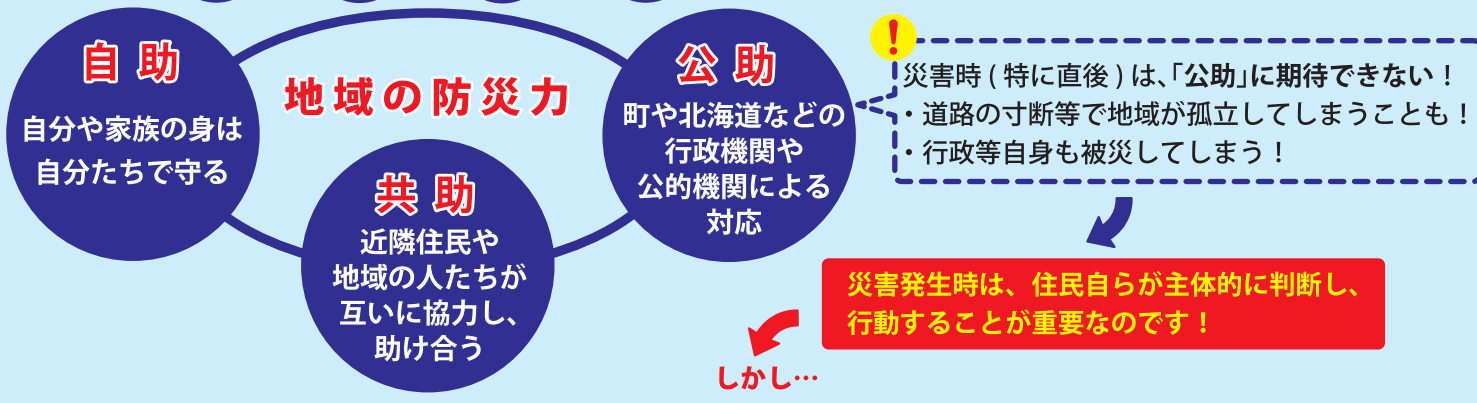 自助
自分や家族の身は
自分たちで守る
地域の防災力
共助
近隣住民や
地域の人たちが
互いに協力し、
助け合う
公助
町や北海道などの
行政機関や
公的機関による
対応
!
災害時(特に直後)は、「公助」に期待できない!
・道路の寸断等で地域が孤立してしまうことも!
・行政等自身も被災してしまう!
災害発生時は、住民自らが主体的に判断し、
行動することが重要なのです!
しかし…